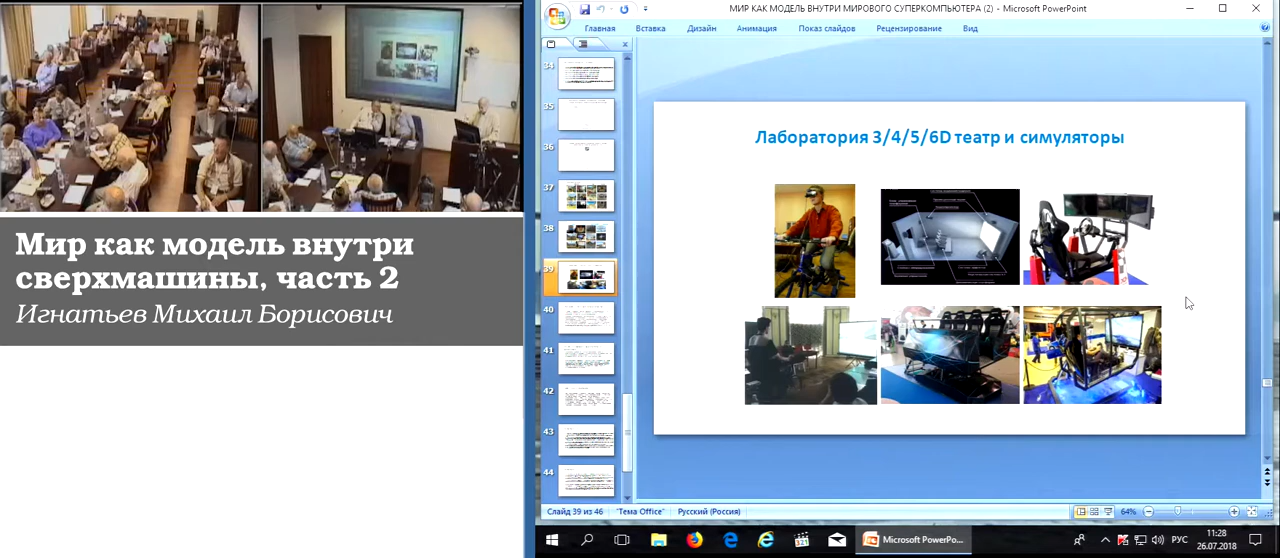 Мир как модель внутри
сверхмашины, часть 2
Игнатьев Михаил Борисович
МИР КАК МОДЕЛЬ ВНУТРИ МИРОВОГО СУПЕРКОМПЬЮТЕРА (2) - Microsoft PowerPoint
Главная Вставка Дизайн Анимация Показ слайдов Рецензирование Вид
34
35
36
37
38
39
40
41
42
43
44
Лаборатория 3/4/5/6D театр и симуляторы
Слайд 39 из 46 "Тема Office" Русский (Россия) 64%
Microsoft PowerPo... РУС 11:28
26.07.2018